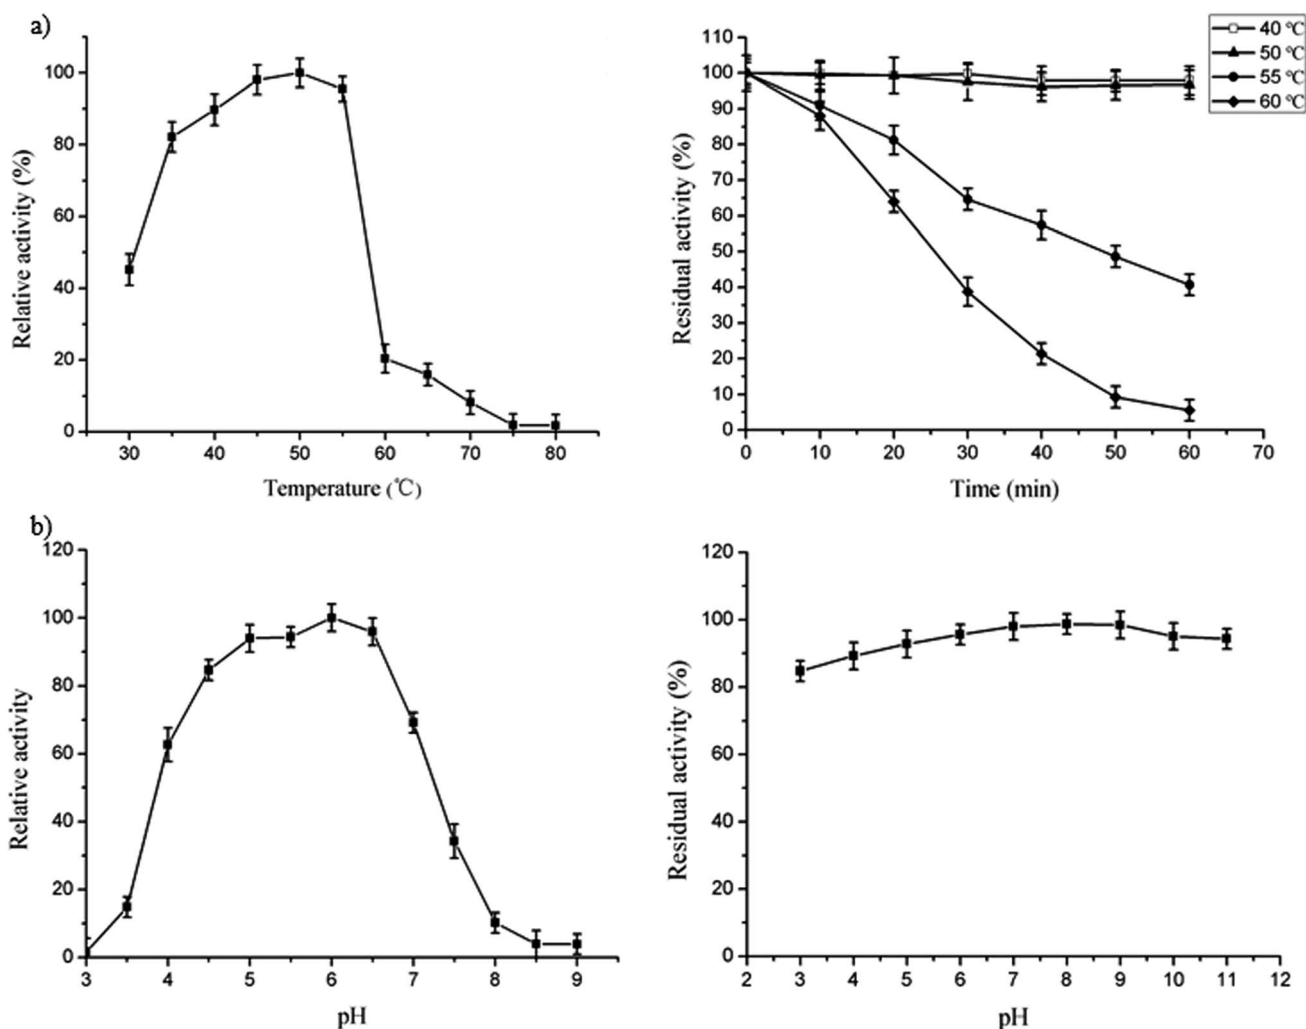 a)
100
80
60
40
20
0
Relative activity (%)
30 40 50 60 70 80
Temperature (℃)
40 ℃
50 ℃
55 ℃
60 ℃
110
100
90
80
70
60
50
40
30
20
10
0
Residual activity (%)
0 10 20 30 40 50 60 70
Time (min)
b)
120
100
80
60
40
20
0
Relative activity
3 4 5 6 7 8 9
pH
120
100
80
60
40
20
0
Residual activity (%)
2 3 4 5 6 7 8 9 10 11 12 13
pH